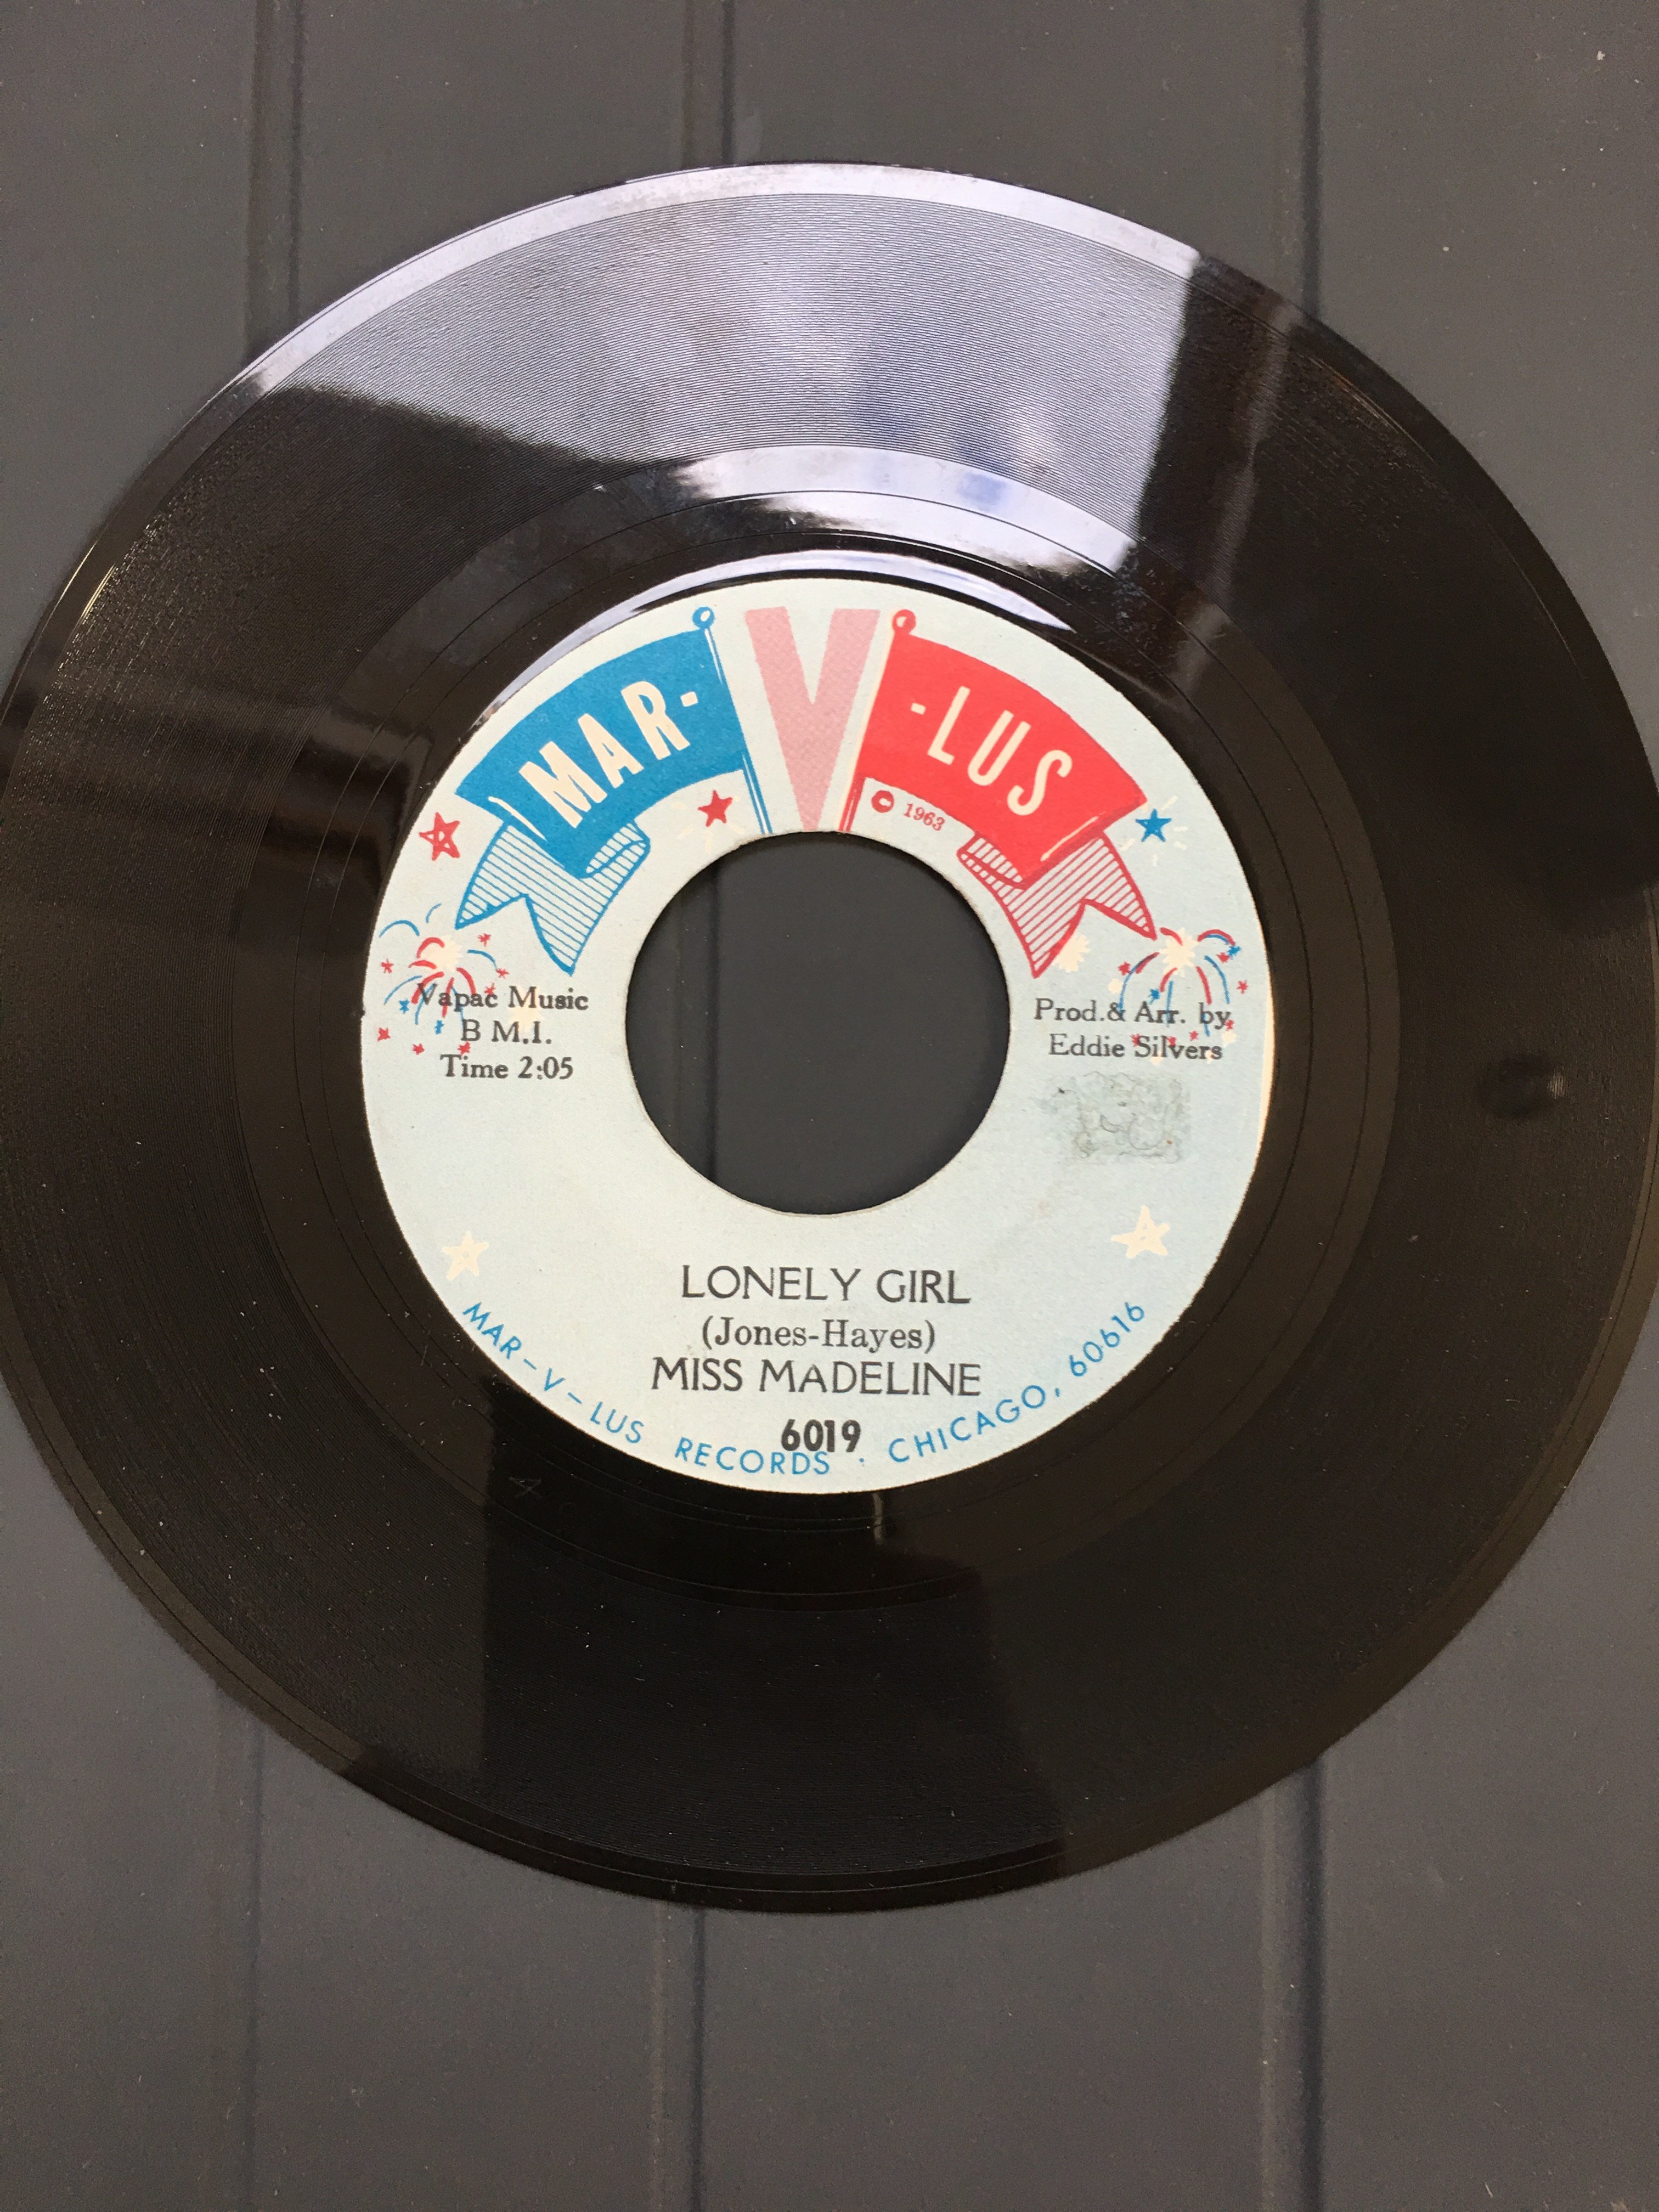 MAR-V-LUS
1963
Vapac Music
B M.I.
Time 2:05
Prod.& Arr. by
Eddie Silvers
LONELY GIRL
(Jones-Hayes)
MISS MADELINE
6019
MAR-V-LUS RECORDS · CHICAGO, 60616